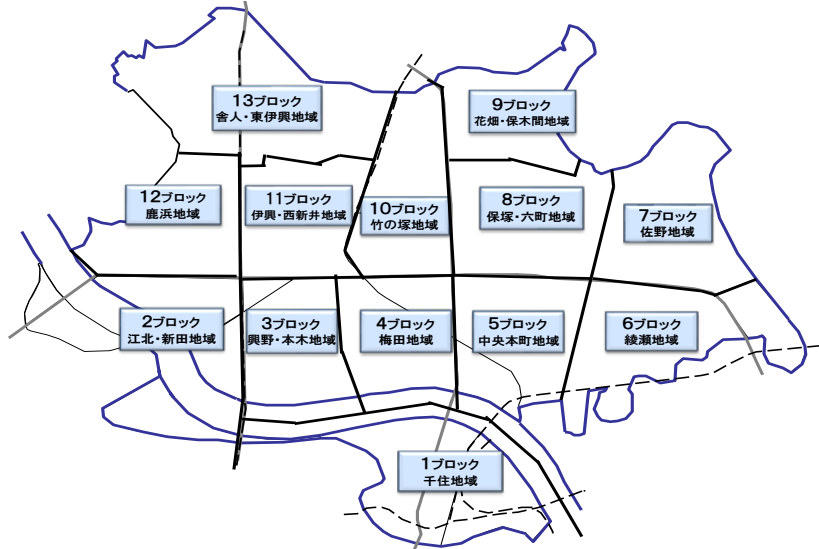 13ブロック
舎人・東伊興地域
9ブロック
花畑・保木間地域
12ブロック
鹿浜地域
11ブロック
伊興・西新井地域
10ブロック
竹の塚地域
8ブロック
保塚・六町地域
7ブロック
佐野地域
2ブロック
江北・新田地域
3ブロック
興野・本木地域
4ブロック
梅田地域
5ブロック
中央本町地域
6ブロック
綾瀬地域
1ブロック
千住地域